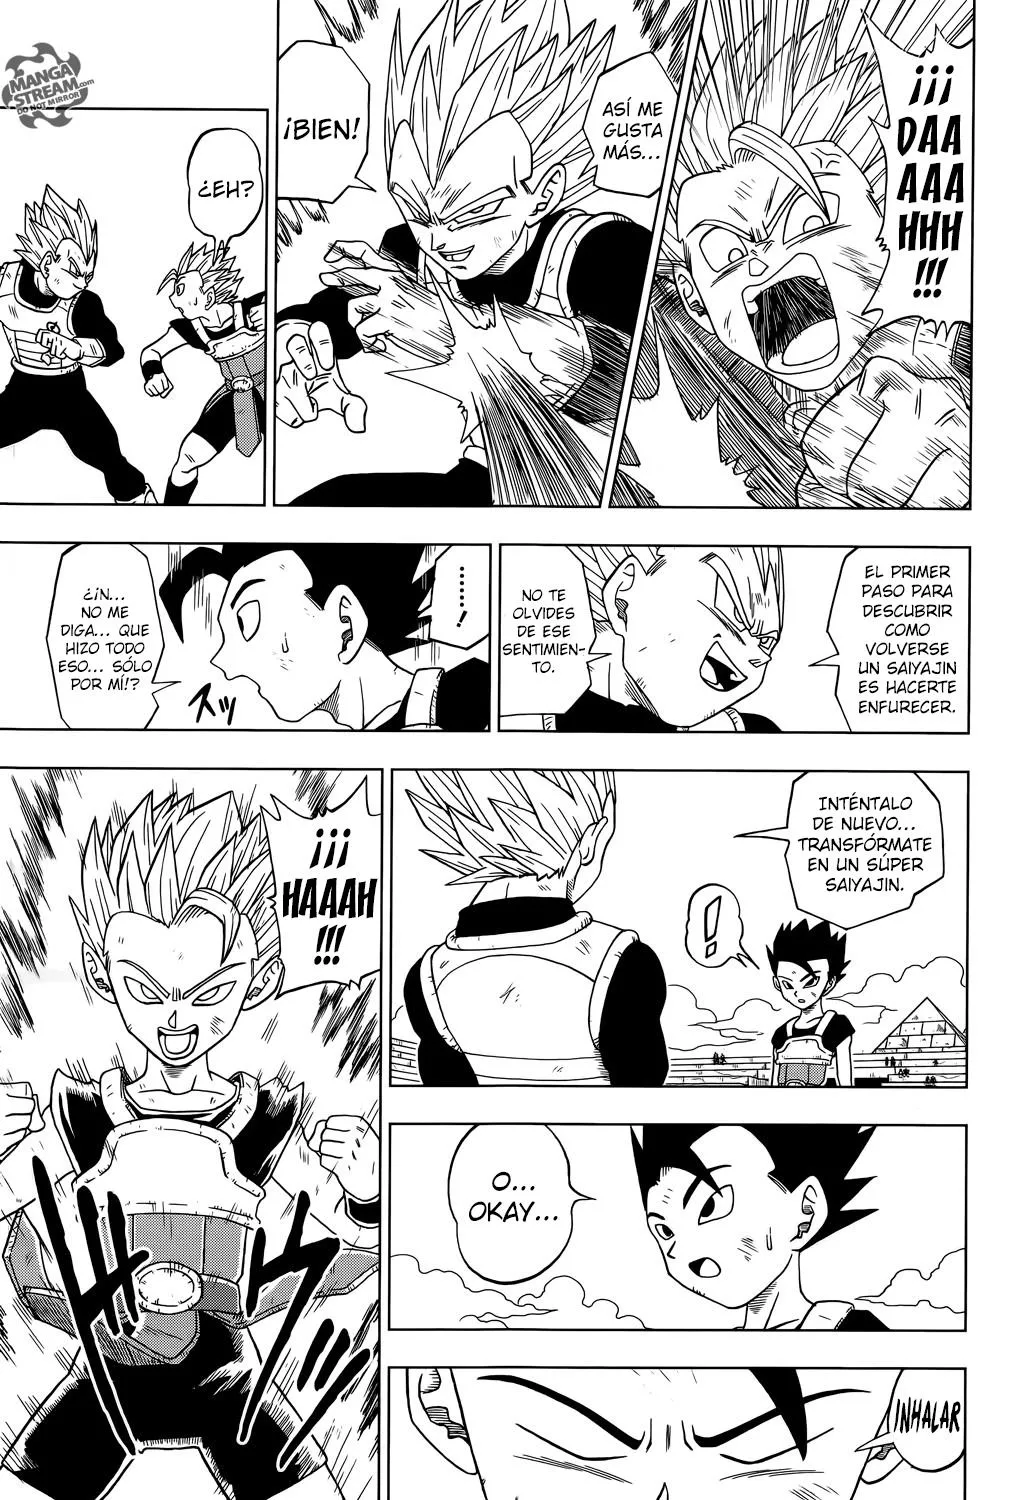 MANGA
STREAM.com
DO NOT MIRROR
¡¡¡
DAA
AAA
HHH
!!!
ASÍ ME
GUSTA
MÁS...
¡BIEN!
¿EH?
EL PRIMER
PASO PARA
DESCUBRIR
COMO
VOLVERSE
UN SAIYAJIN
ES HACERTE
ENFURECER.
NO TE
OLVIDES
DE ESE
SENTIMIEN-
TO.
......!
スッ
¿¡N...
NO ME
DIGA... QUE
HIZO TODO
ESO... SÓLO
POR MÍ!?
INTÉNTALO
DE NUEVO...
TRANSFÓRMATE
EN UN SÚPER
SAIYAJIN.
!
O...
OKAY...
INHALAR
¡¡¡
HAAAH
!!!